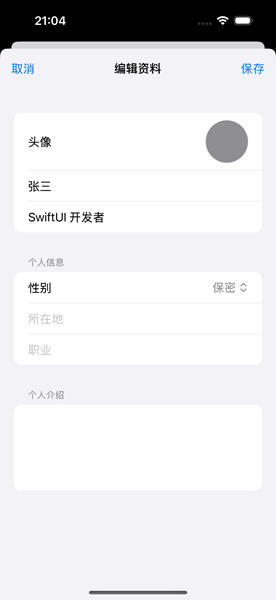 21:04
取消
编辑资料
保存
头像
张三
SwiftUI 开发者
个人信息
性别
保密
所在地
职业
个人介绍